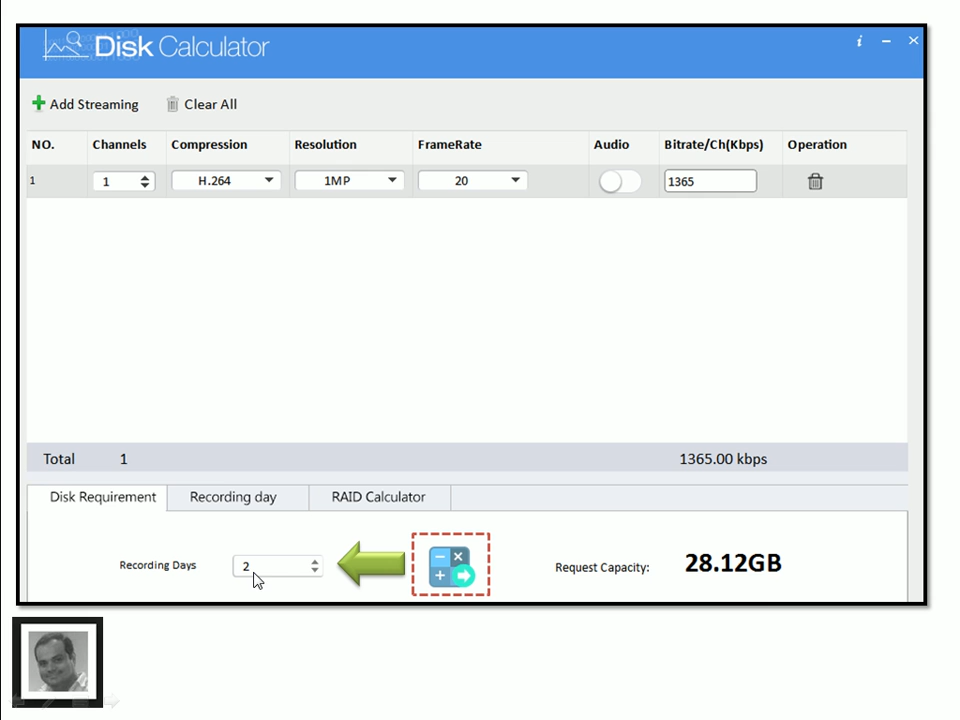 Disk Calculator
Add Streaming Clear All
NO. Channels Compression Resolution FrameRate Audio Bitrate/Ch(Kbps) Operation
1 1 H.264 1MP 20 1365
Total 1 1365.00 kbps
Disk Requirement Recording day RAID Calculator
Recording Days 2 Request Capacity: 28.12GB